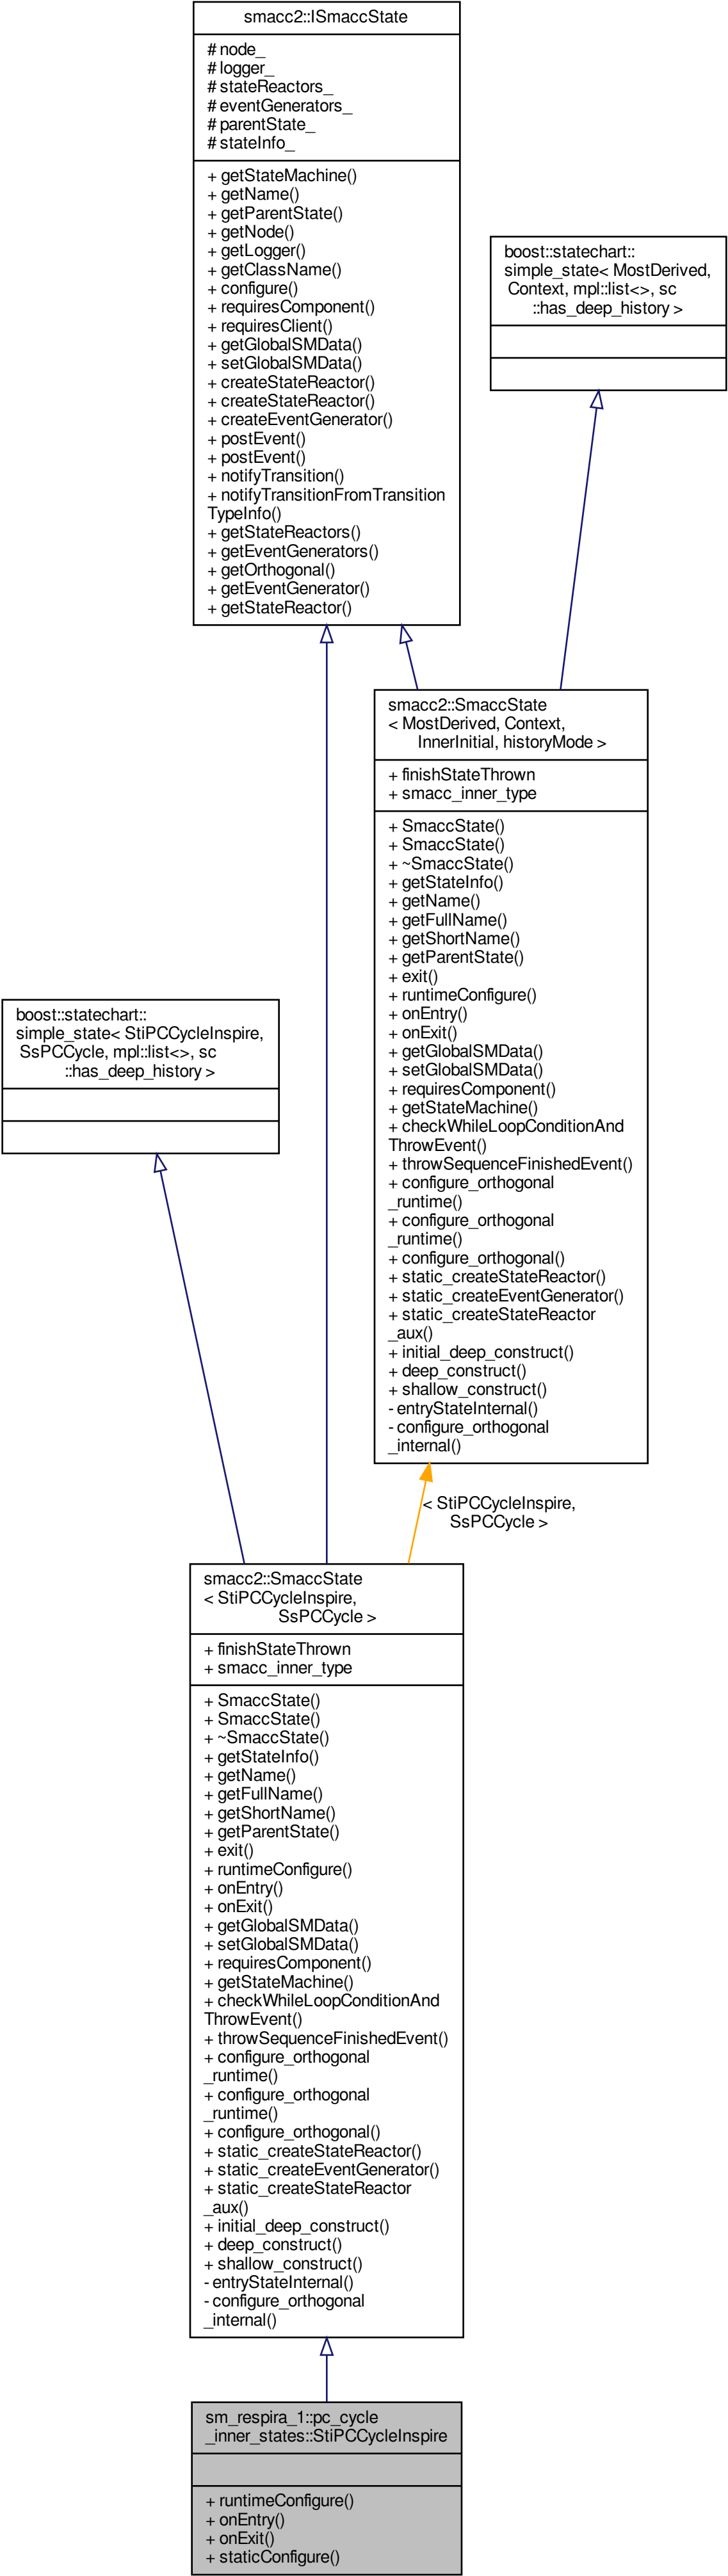 smacc2::ISmaccState
# node_
# logger_
# stateReactors_
# eventGenerators_
# parentState_
# stateInfo_
+ getStateMachine()
+ getName()
+ getParentState()
+ getNode()
+ getLogger()
+ getClassName()
+ configure()
+ requiresComponent()
+ requiresClient()
+ getGlobalSMData()
+ setGlobalSMData()
+ createStateReactor()
+ createStateReactor()
+ createEventGenerator()
+ postEvent()
+ postEvent()
+ notifyTransition()
+ notifyTransitionFromTransition
TypeInfo()
+ getStateReactors()
+ getEventGenerators()
+ getOrthogonal()
+ getEventGenerator()
+ getStateReactor()
boost::statechart::
simple_state< MostDerived,
Context, mpl::list<>, sc
::has_deep_history >
smacc2::SmaccState
< MostDerived, Context,
InnerInitial, historyMode >
+ finishStateThrown
+ smacc_inner_type
+ SmaccState()
+ SmaccState()
+ ~SmaccState()
+ getStateInfo()
+ getName()
+ getFullName()
+ getShortName()
+ getParentState()
+ exit()
+ runtimeConfigure()
+ onEntry()
+ onExit()
+ getGlobalSMData()
+ setGlobalSMData()
+ requiresComponent()
+ getStateMachine()
+ checkWhileLoopConditionAnd
ThrowEvent()
+ throwSequenceFinishedEvent()
+ configure_orthogonal
_runtime()
+ configure_orthogonal
_runtime()
+ configure_orthogonal()
+ static_createStateReactor()
+ static_createEventGenerator()
+ static_createStateReactor
_aux()
+ initial_deep_construct()
+ deep_construct()
+ shallow_construct()
- entryStateInternal()
- configure_orthogonal
_internal()
boost::statechart::
simple_state< StiPCCycleInspire,
SsPCCycle, mpl::list<>, sc
::has_deep_history >
< StiPCCycleInspire,
SsPCCycle >
smacc2::SmaccState
< StiPCCycleInspire,
SsPCCycle >
+ finishStateThrown
+ smacc_inner_type
+ SmaccState()
+ SmaccState()
+ ~SmaccState()
+ getStateInfo()
+ getName()
+ getFullName()
+ getShortName()
+ getParentState()
+ exit()
+ runtimeConfigure()
+ onEntry()
+ onExit()
+ getGlobalSMData()
+ setGlobalSMData()
+ requiresComponent()
+ getStateMachine()
+ checkWhileLoopConditionAnd
ThrowEvent()
+ throwSequenceFinishedEvent()
+ configure_orthogonal
_runtime()
+ configure_orthogonal
_runtime()
+ configure_orthogonal()
+ static_createStateReactor()
+ static_createEventGenerator()
+ static_createStateReactor
_aux()
+ initial_deep_construct()
+ deep_construct()
+ shallow_construct()
- entryStateInternal()
- configure_orthogonal
_internal()
sm_respira_1::pc_cycle
_inner_states::StiPCCycleInspire
+ runtimeConfigure()
+ onEntry()
+ onExit()
+ staticConfigure()